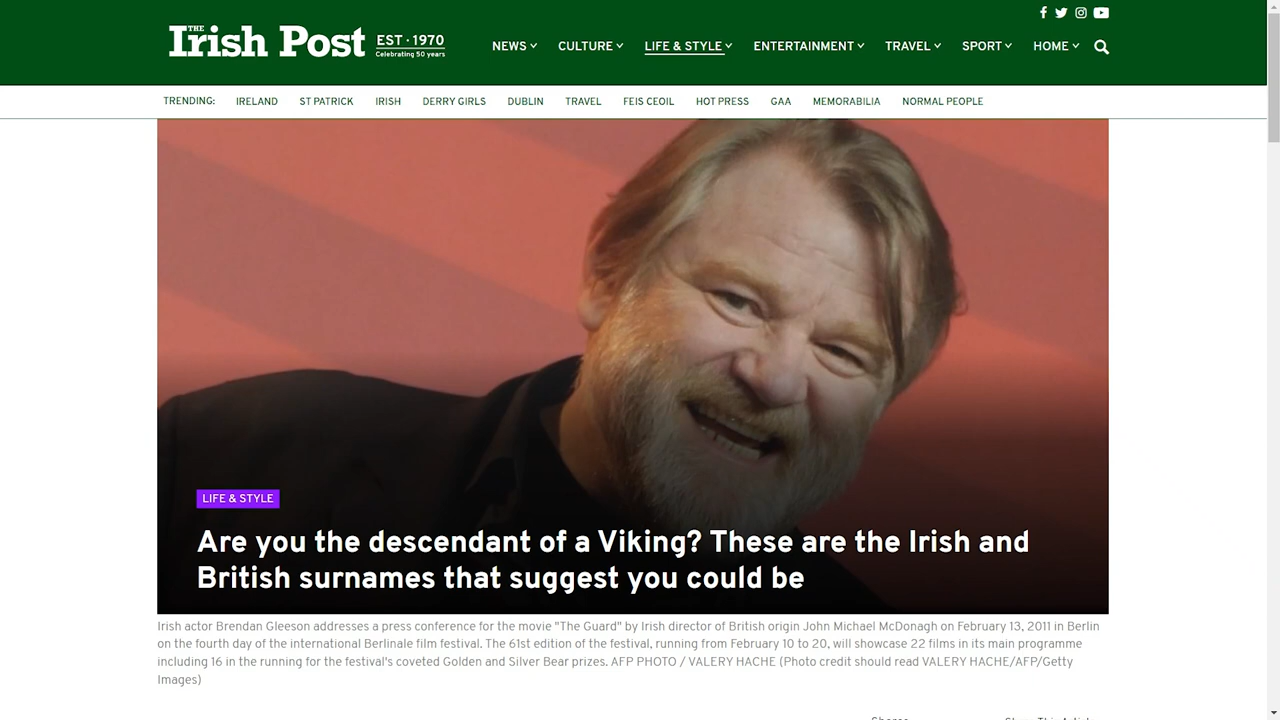 THE
Irish Post
EST · 1970
Celebrating 50 years
NEWS
CULTURE
LIFE & STYLE
ENTERTAINMENT
TRAVEL
SPORT
HOME
TRENDING:
IRELAND
ST PATRICK
IRISH
DERRY GIRLS
DUBLIN
TRAVEL
FEIS CEOIL
HOT PRESS
GAA
MEMORABILIA
NORMAL PEOPLE
LIFE & STYLE
Are you the descendant of a Viking? These are the Irish and
British surnames that suggest you could be
Irish actor Brendan Gleeson addresses a press conference for the movie "The Guard" by Irish director of British origin John Michael McDonagh on February 13, 2011 in Berlin
on the fourth day of the international Berlinale film festival. The 61st edition of the festival, running from February 10 to 20, will showcase 22 films in its main programme
including 16 in the running for the festival's coveted Golden and Silver Bear prizes. AFP PHOTO / VALERY HACHE (Photo credit should read VALERY HACHE/AFP/Getty
Images)